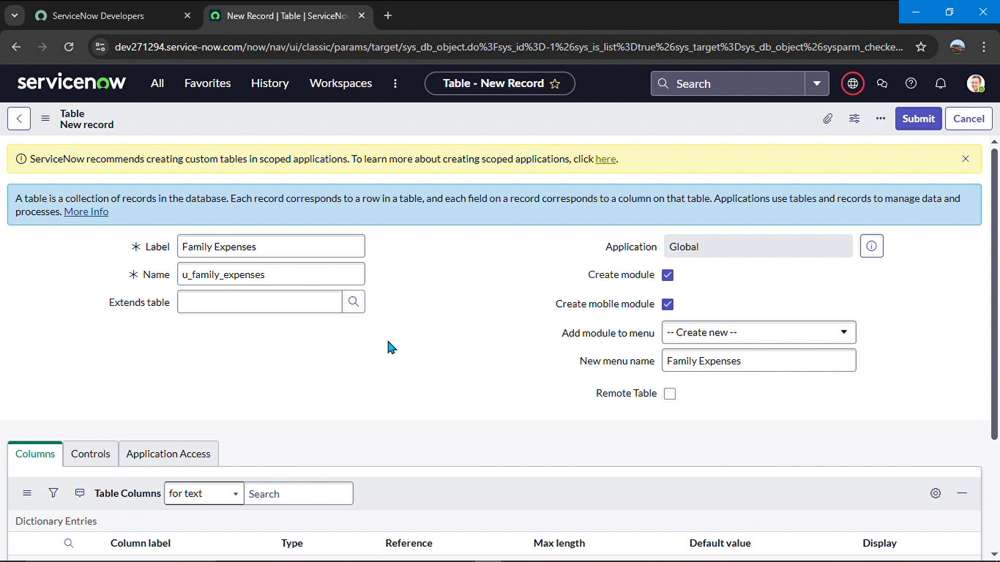 ServiceNow Developers
New Record | Table | ServiceNo
dev271294.service-now.com/now/nav/ui/classic/params/target/sys_db_object.do%3Fsys_id%3D-1%26sys_is_list%3Dtrue%26sys_target%3Dsys_db_object%26sysparm_checke...
servicenow All Favorites History Workspaces Table - New Record Search
Table
New record
Submit Cancel
ServiceNow recommends creating custom tables in scoped applications. To learn more about creating scoped applications, click here.
A table is a collection of records in the database. Each record corresponds to a row in a table, and each field on a record corresponds to a column on that table. Applications use tables and records to manage data and
processes. More Info
Label Family Expenses
Name u_family_expenses
Extends table
Application Global
Create module
Create mobile module
Add module to menu -- Create new --
New menu name Family Expenses
Remote Table
Columns Controls Application Access
Table Columns for text Search
Dictionary Entries
Column label Type Reference Max length Default value Display